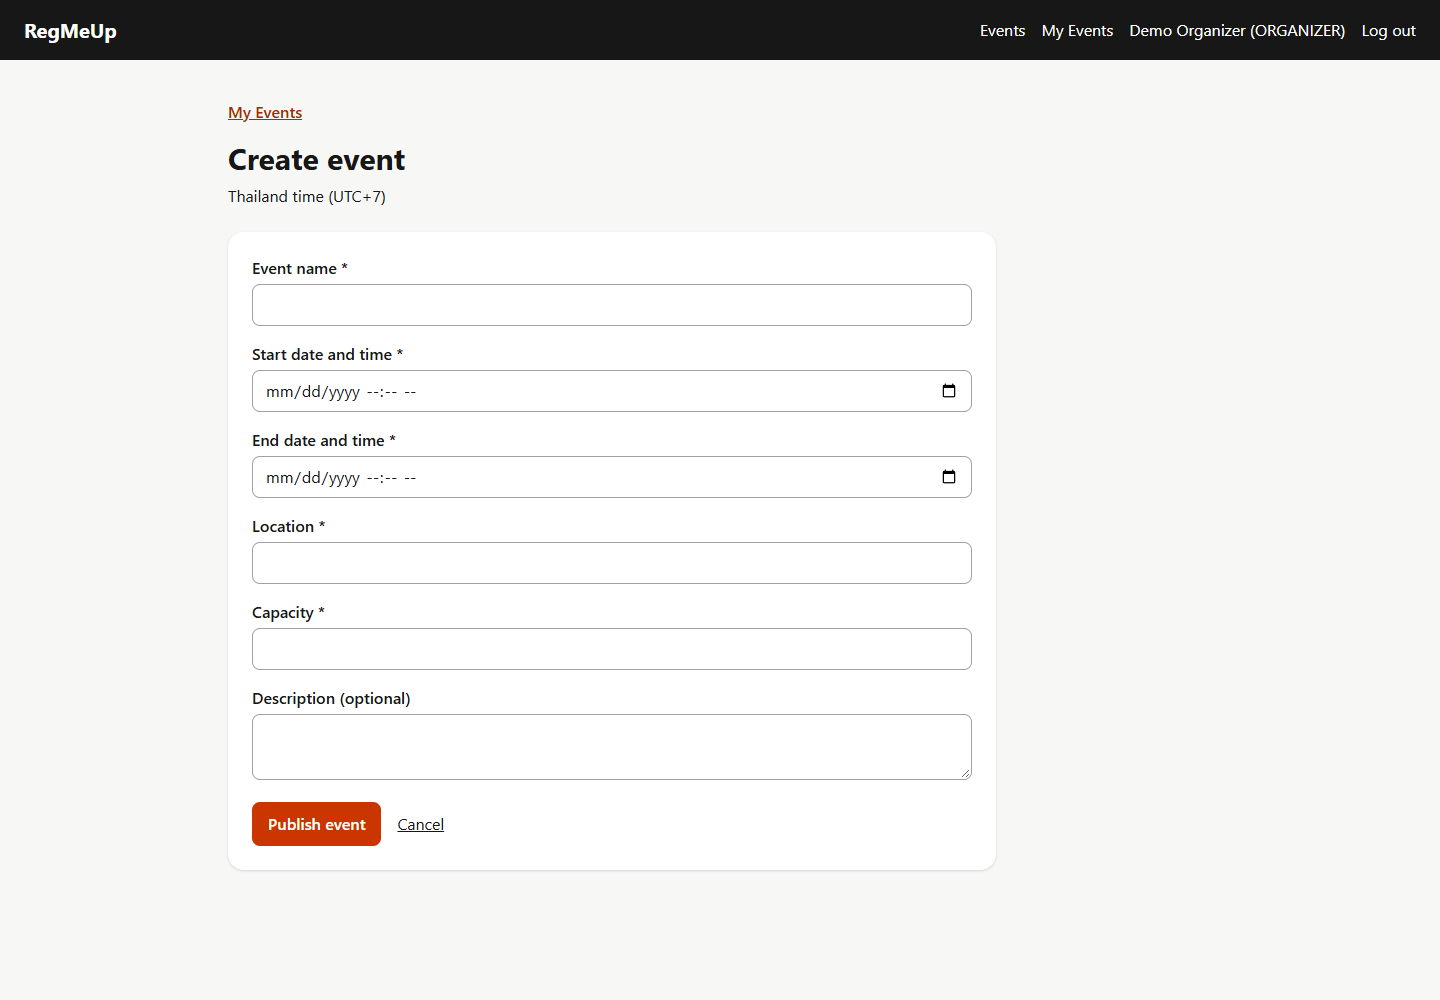 RegMeUp
Events My Events Demo Organizer (ORGANIZER) Log out
My Events
Create event
Thailand time (UTC+7)
Event name *
Start date and time *
mm/dd/yyyy --:-- --
End date and time *
mm/dd/yyyy --:-- --
Location *
Capacity *
Description (optional)
Publish event Cancel